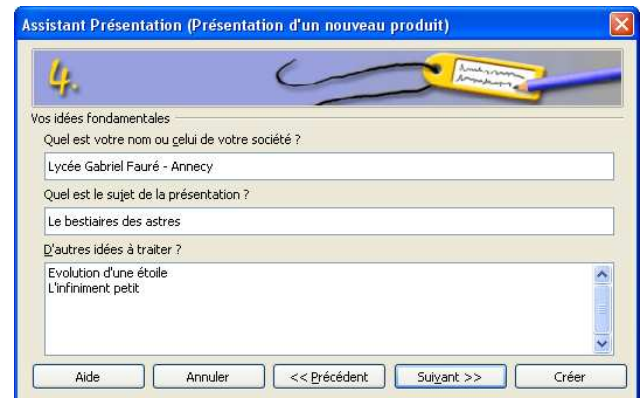 Assistant Présentation (Présentation d'un nouveau produit)
4.
Vos idées fondamentales
Quel est votre nom ou celui de votre société ?
Lycée Gabriel Fauré - Annecy
Quel est le sujet de la présentation ?
Le bestiaires des astres
D'autres idées à traiter ?
Evolution d'une étoile
L'infiniment petit
Aide Annuler << Précédent Suivant >> Créer